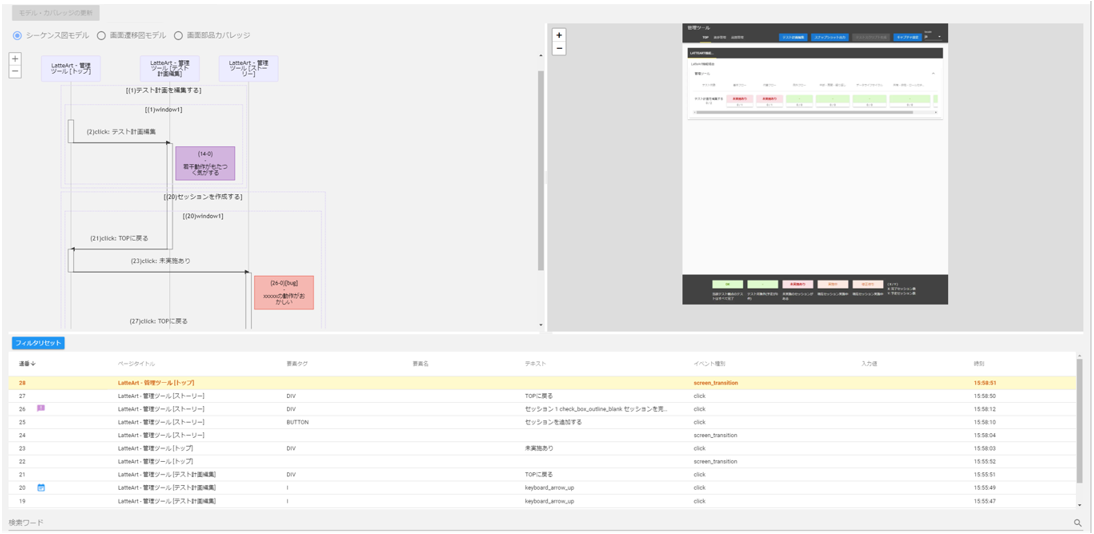 モデル・カバレッジの更新
シーケンス図モデル
画面遷移図モデル
画面部品カバレッジ
LatteArt - 管理
ツール [トップ]
LatteArt - 管理
ツール [テスト
計画編集]
LatteArt - 管理
ツール [ストー
リー]
[(1)テスト計画を編集する]
[(1)window1]
(2)click: テスト計画編集
[14-0]
-
若干動作がもたつ
く気がする
[(20)セッションを作成する]
[(20)window1]
(21)click: TOPに戻る
(23)click: 未実施あり
[26-0][bug]
-
xxxxxの動作がお
かしい
(27)click: TOPに戻る
管理ツール
TOP
フィルタリセット
通番
ページタイトル
要素タグ
要素名
テキスト
イベント種別
入力値
時刻
28 LatteArt - 管理ツール [トップ] screen_transition 15:58:51
27 LatteArt - 管理ツール [ストーリー] DIV TOPに戻る click 15:58:50
26 LatteArt - 管理ツール [ストーリー] DIV セッション 1 check_box_outline_blank セッションを見... click 15:58:12
25 LatteArt - 管理ツール [ストーリー] BUTTON セッションを追加する click 15:58:10
24 LatteArt - 管理ツール [ストーリー] screen_transition 15:58:04
23 LatteArt - 管理ツール [トップ] DIV 未実施あり click 15:58:03
22 LatteArt - 管理ツール [トップ] screen_transition 15:55:52
21 LatteArt - 管理ツール [テスト計画編集] DIV TOPに戻る click 15:55:51
20 LatteArt - 管理ツール [テスト計画編集] I keyboard_arrow_up click 15:55:49
19 LatteArt - 管理ツール [テスト計画編集] I keyboard_arrow_up click 15:55:47
検索ワード